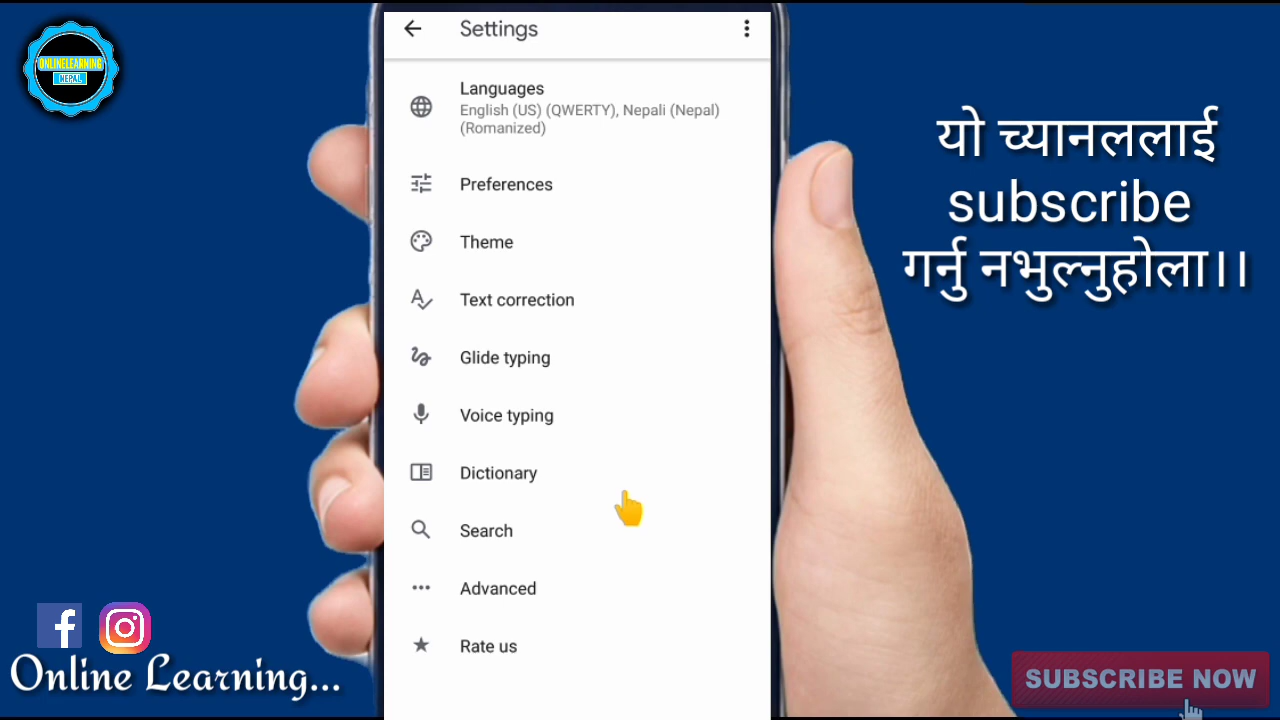 ONLINELEARNING
NEPAL
Settings
Languages
English (US) (QWERTY), Nepali (Nepal)
(Romanized)
Preferences
Theme
Text correction
Glide typing
Voice typing
Dictionary
Search
Advanced
Rate us
यो च्यानललाई
subscribe
गर्नु नभुल्नुहोला।।
f
Online Learning...
SUBSCRIBE NOW